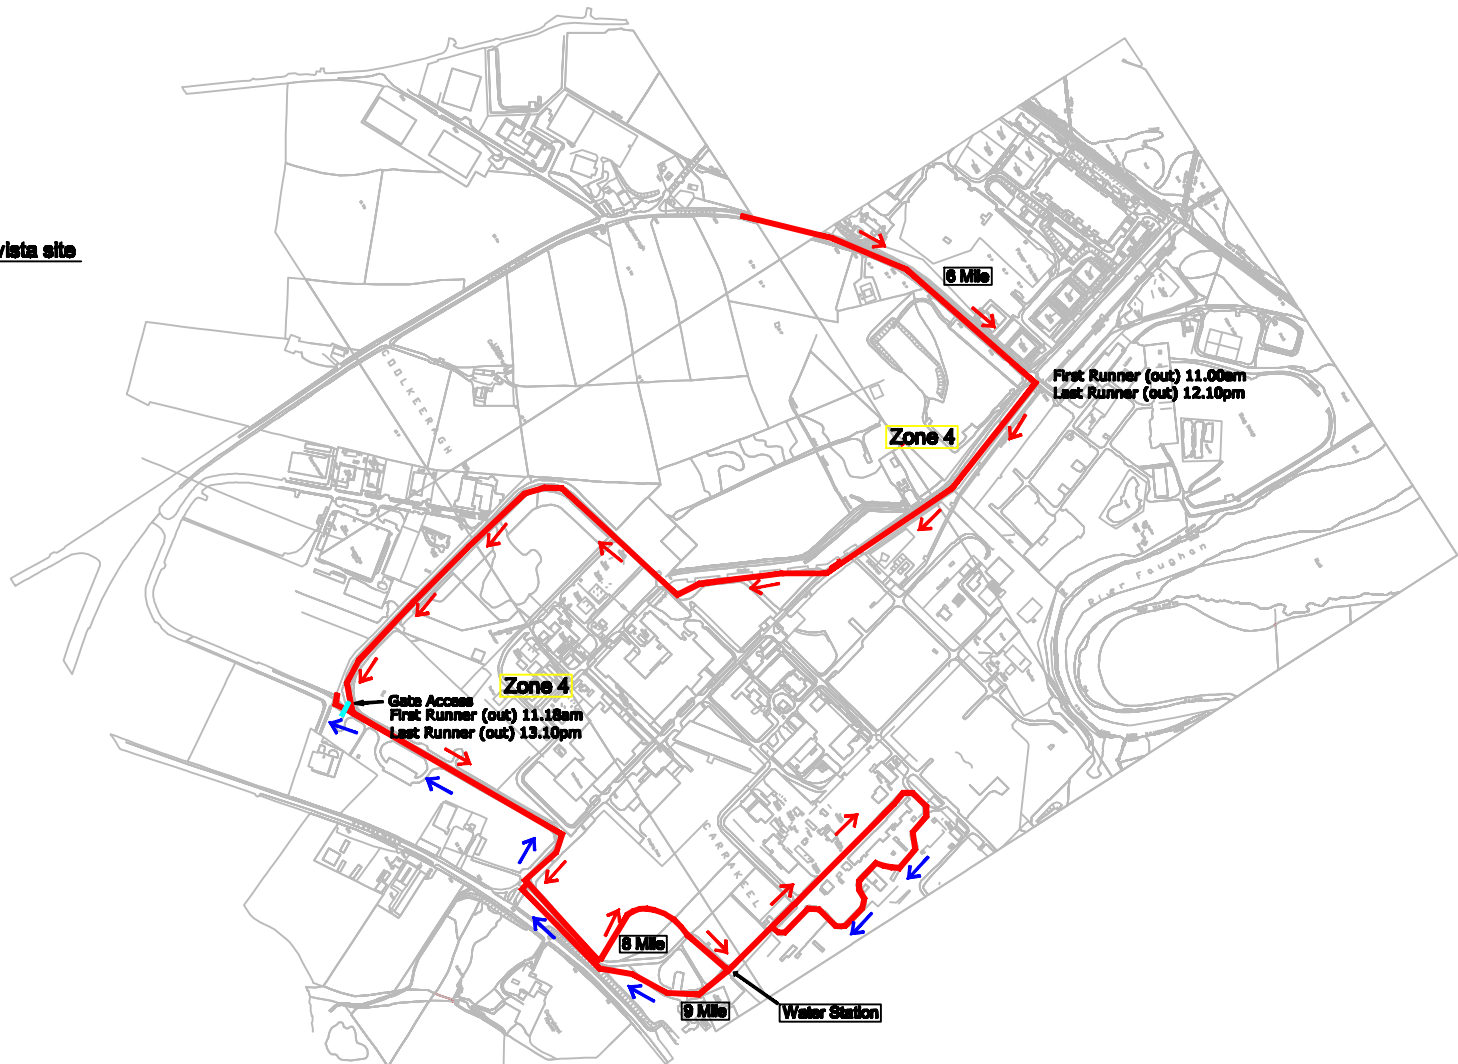 vista site
6 Mile
First Runner (out) 11.00am
Last Runner (out) 12.10pm
Zone 4
COOLKEERAGH
River Faughan
Zone 4
Gate Access
First Runner (out) 11.18am
Last Runner (out) 13.10pm
CARRAKEEL
8 Mile
9 Mile
Water Station